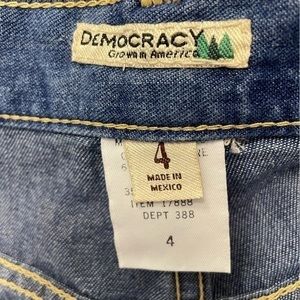 DEMOCRACY
Grown in America
4
MADE IN
MEXICO
ITEM 17888
DEPT 388
4